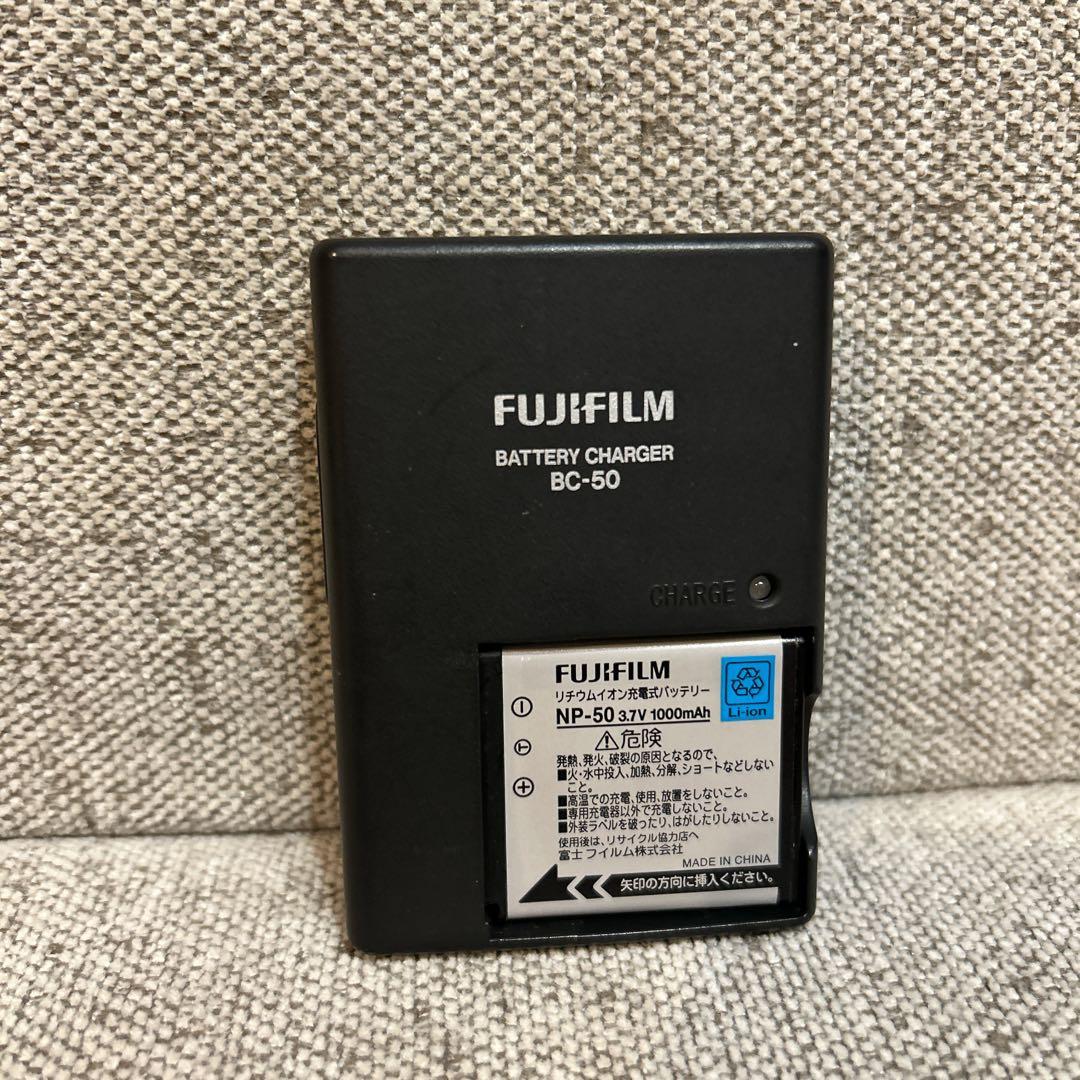 FUJIFILM
BATTERY CHARGER
BC-50
CHARGE
FUJIFILM
リチウムイオン充電式バッテリー
NP-50 3.7V 1000mAh
Li-ion
⚠危険
発熱、発火、破裂の原因となるので、
■火・水中投入、加熱、分解、ショートなどしない
こと。
■高温での充電、使用、放置をしないこと。
■専用充電器以外で充電しないこと。
■外装ラベルを破ったり、はがしたりしないこと。
使用後は、リサイクル協力店へ
富士フイルム株式会社
MADE IN CHINA
矢印の方向に挿入ください。